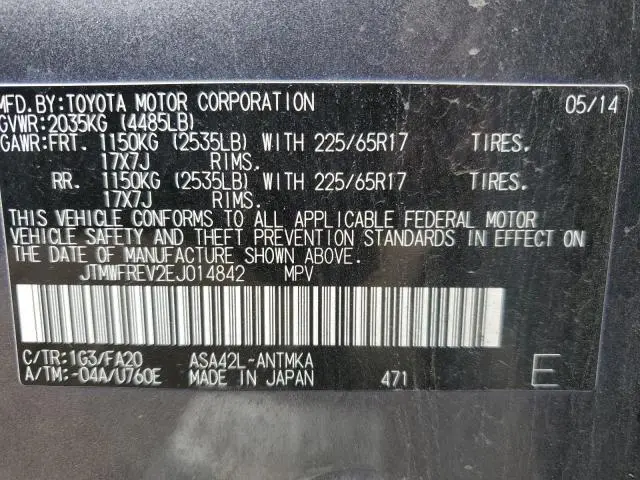 MFD.BY:TOYOTA MOTOR CORPORATION 05/14
GVWR:2035KG (4485LB)
GAWR:FRT. 1150KG (2535LB) WITH 225/65R17 TIRES.
17X7J RIMS.
RR. 1150KG (2535LB) WITH 225/65R17 TIRES.
17X7J RIMS.
THIS VEHICLE CONFORMS TO ALL APPLICABLE FEDERAL MOTOR
VEHICLE SAFETY AND THEFT PREVENTION STANDARDS IN EFFECT ON
THE DATE OF MANUFACTURE SHOWN ABOVE.
JTMWFREV2EJ014842 MPV
C/TR:1G3/FA20 ASA42L-ANTMKA
A/TM:-04A/U760E MADE IN JAPAN 471 E